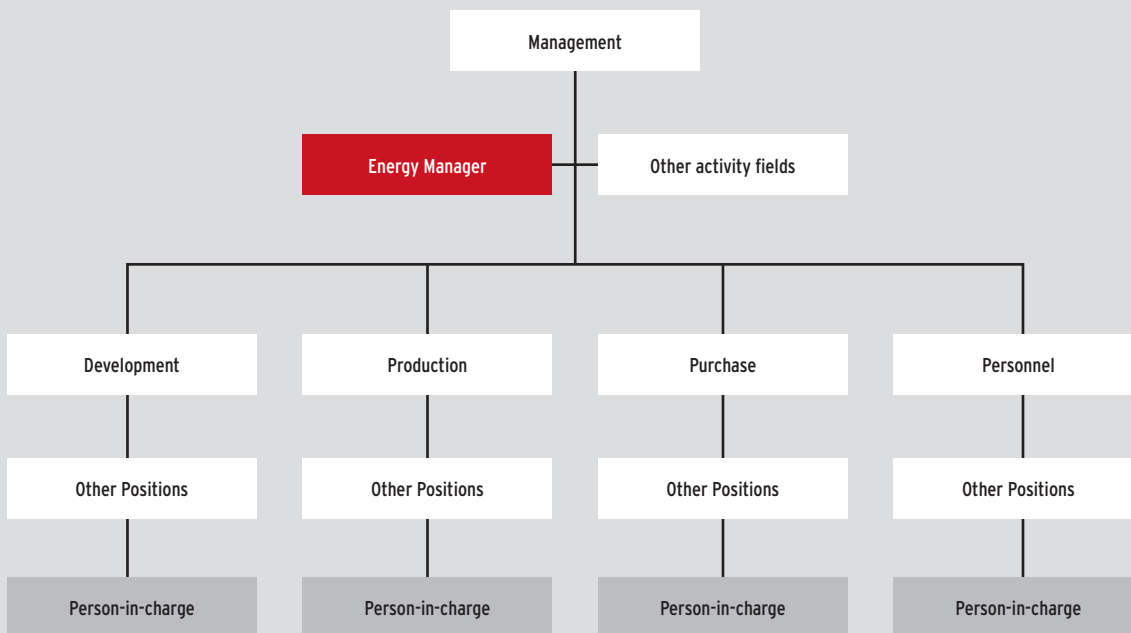 Management
Energy Manager
Other activity fields
Development
Production
Purchase
Personnel
Other Positions
Other Positions
Other Positions
Other Positions
Person-in-charge
Person-in-charge
Person-in-charge
Person-in-charge